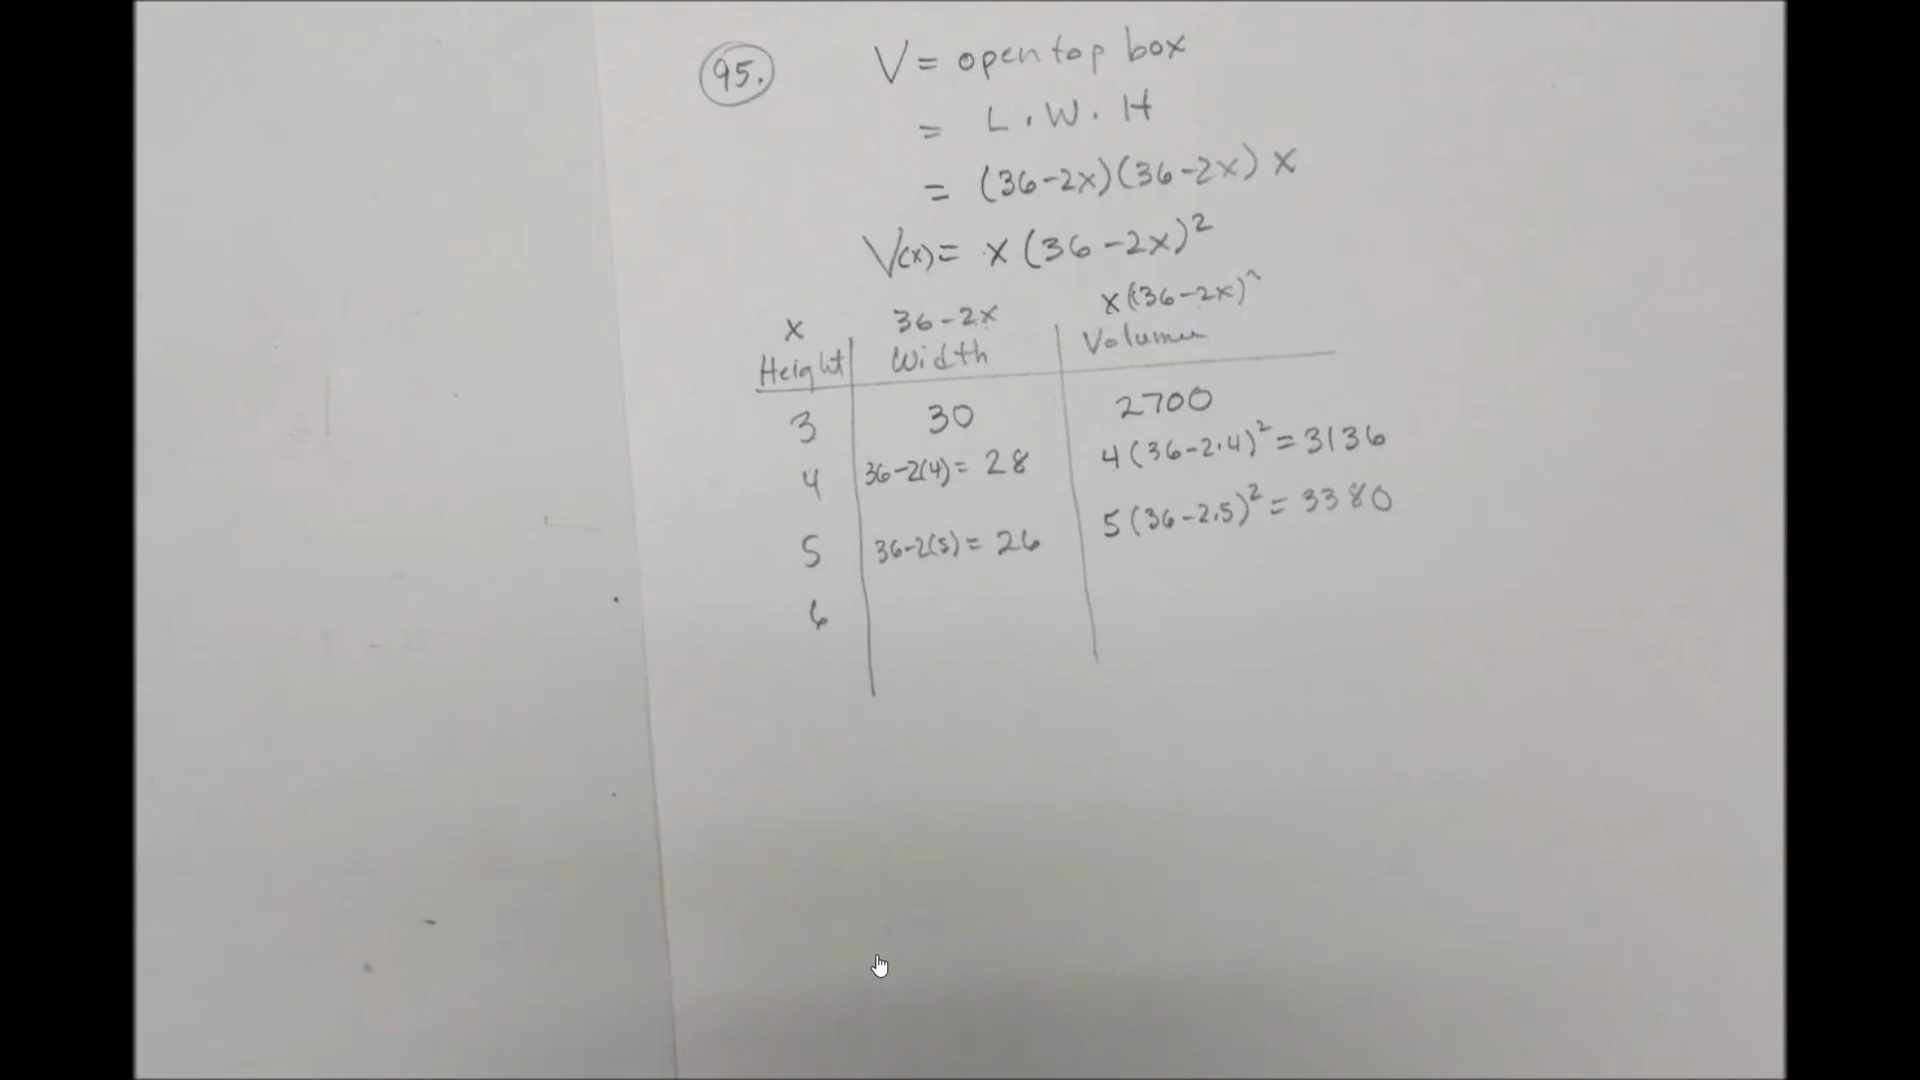 95.
V = open top box
= L . W . H
= (36-2x)(36-2x) x
V(x) = x (36-2x)²
x 36-2x x(36-2x)²
Height Width Volume
3 30 2700
4 36-2(4) = 28 4(36-2·4)² = 3136
5 36-2(5) = 26 5(36-2·5)² = 3380
6